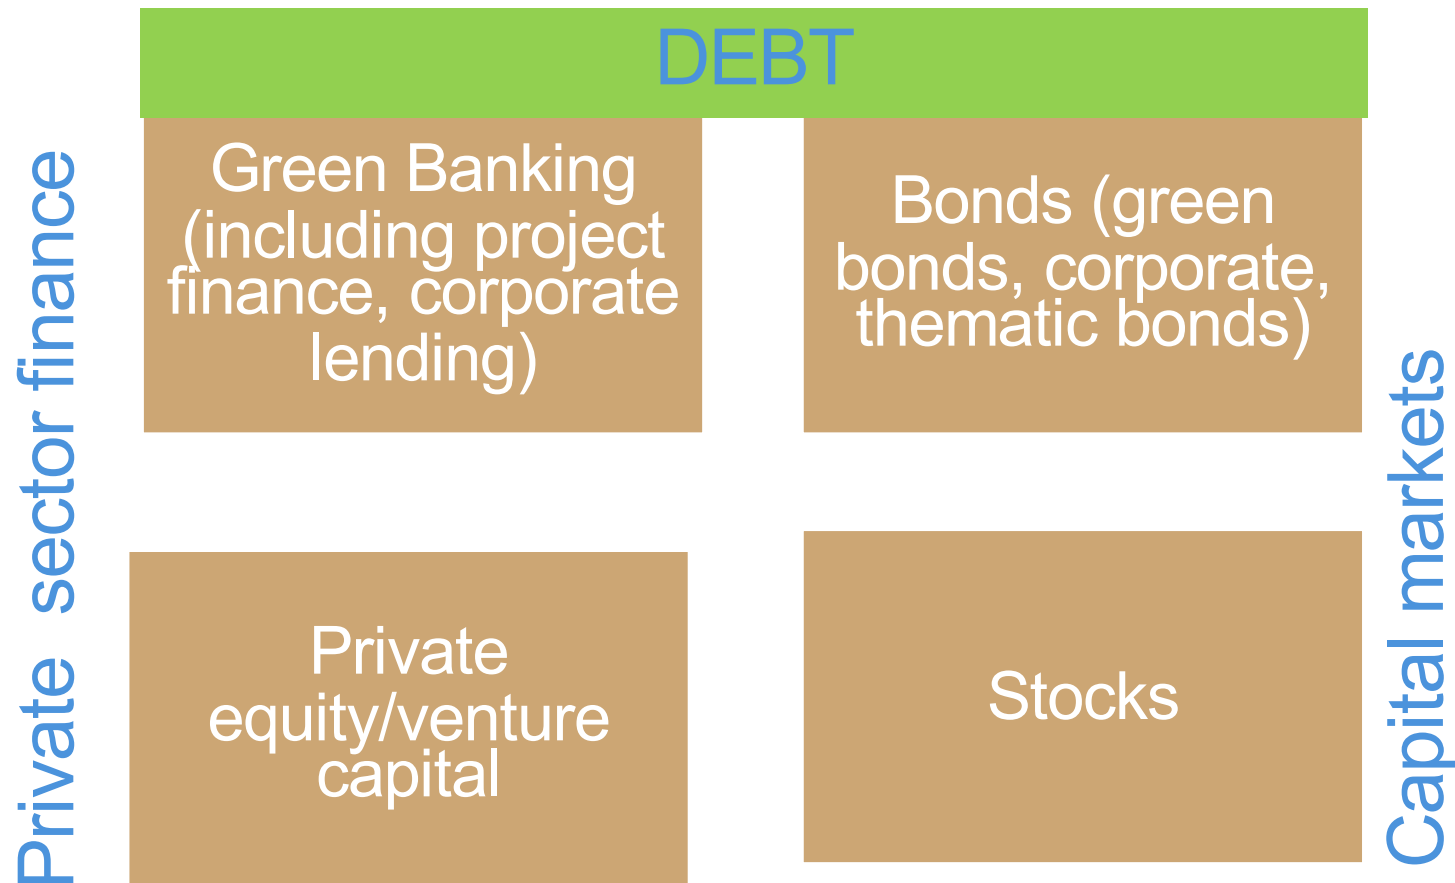 DEBT
Private sector finance
Green Banking
(including project
finance, corporate
lending)
Bonds (green
bonds, corporate,
thematic bonds)
Capital markets
Private
equity/venture
capital
Stocks